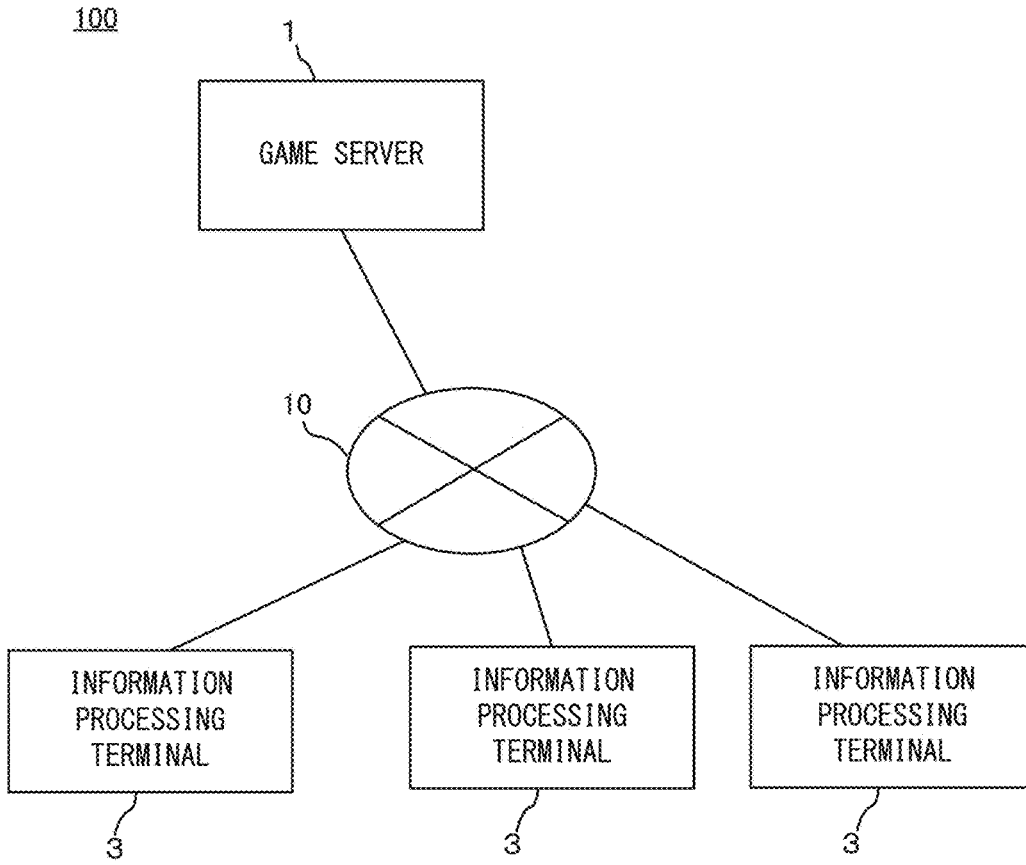 100
1
GAME SERVER
10
INFORMATION
PROCESSING
TERMINAL
3
INFORMATION
PROCESSING
TERMINAL
3
INFORMATION
PROCESSING
TERMINAL
3